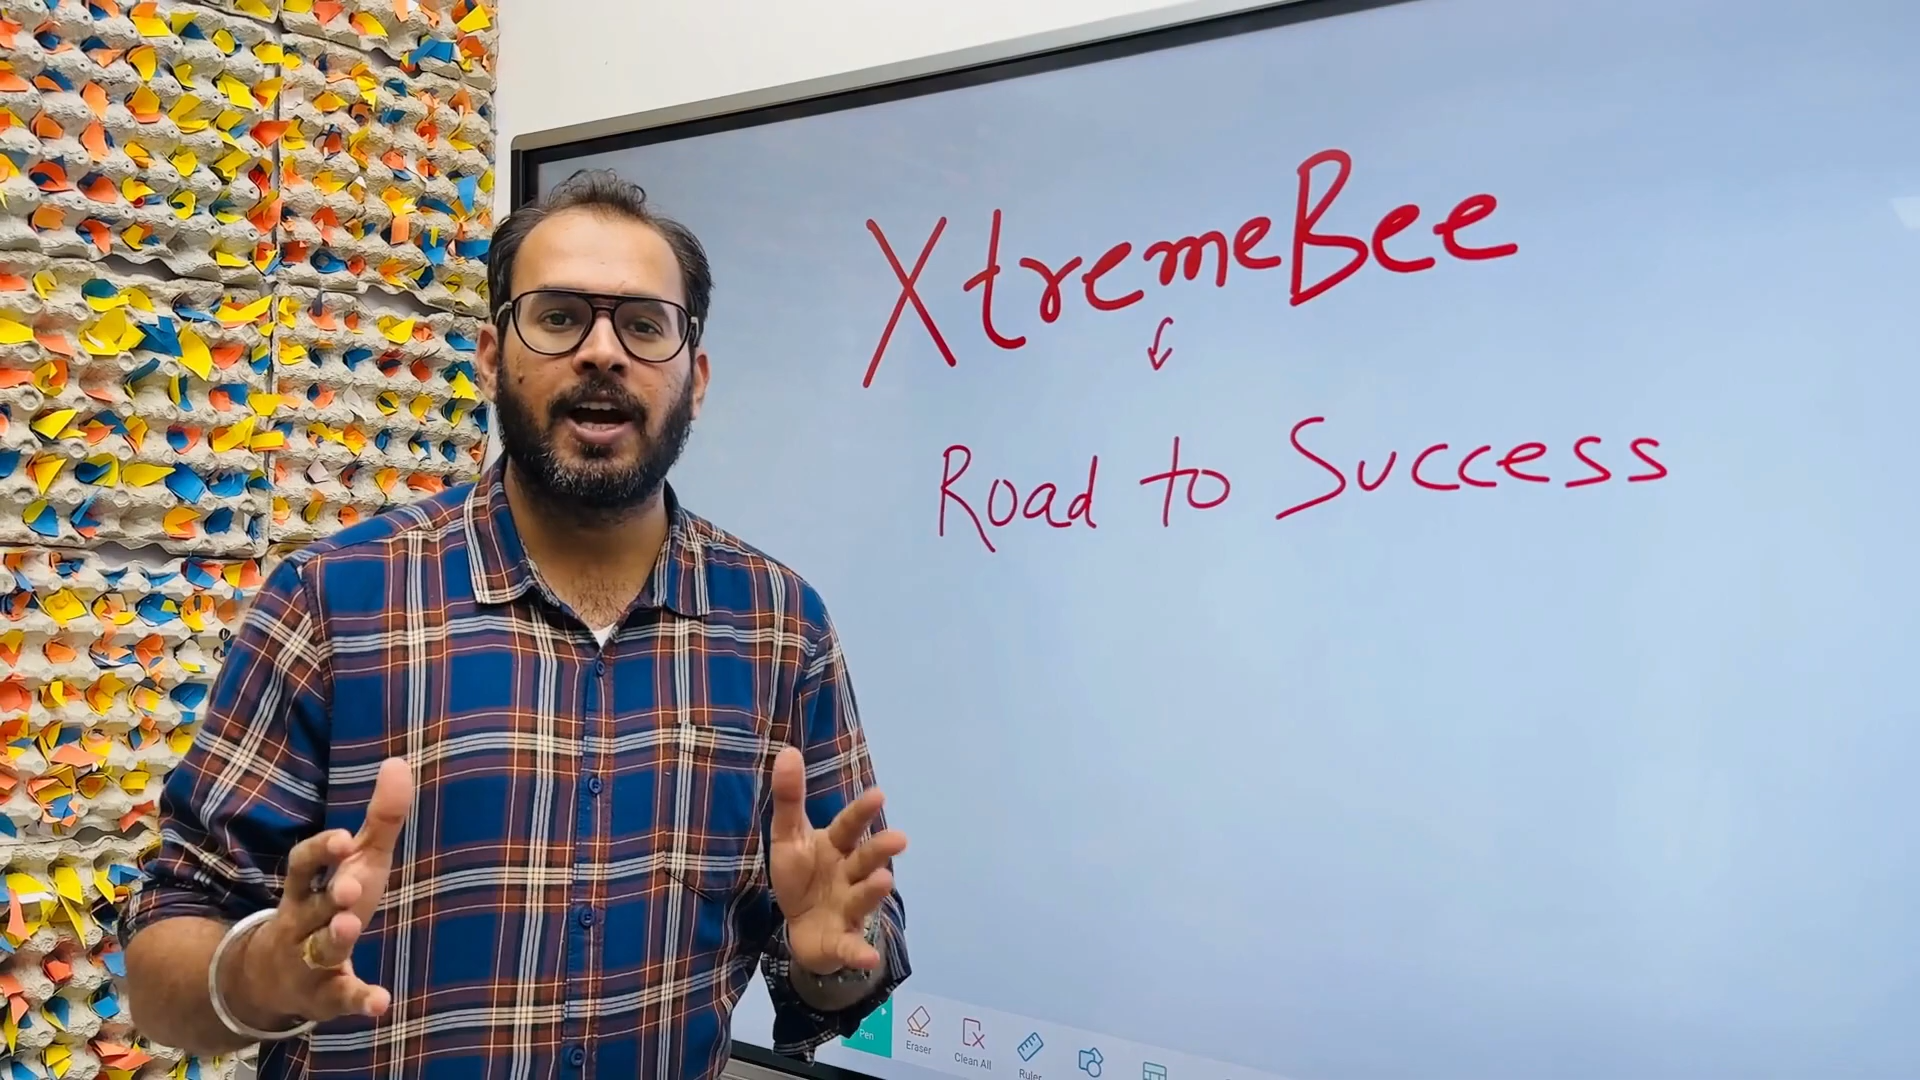 XtremeBee
Road to Success
Pen
Eraser
Clean All
Ruler